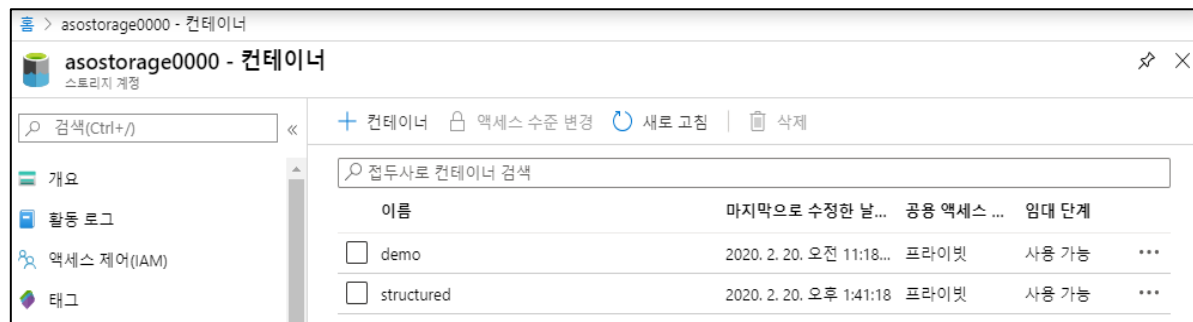 홈 > asostorage0000 - 컨테이너
asostorage0000 - 컨테이너
스토리지 계정
검색(Ctrl+/)
«
+ 컨테이너 액세스 수준 변경 새로 고침 | 삭제
접두사로 컨테이너 검색
개요
활동 로그
액세스 제어(IAM)
태그
이름 마지막으로 수정한 날... 공용 액세스 ... 임대 단계
demo 2020. 2. 20. 오전 11:18... 프라이빗 사용 가능 ...
structured 2020. 2. 20. 오후 1:41:18 프라이빗 사용 가능 ...